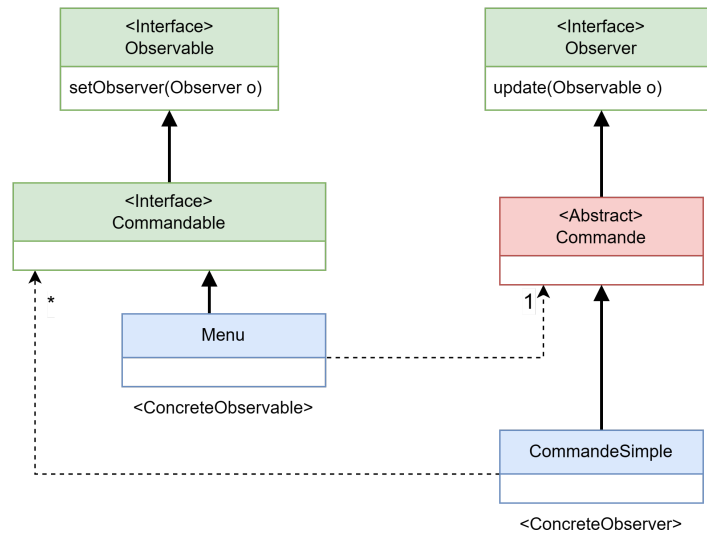 <Interface>
Observable
setObserver(Observer o)
<Interface>
Observer
update(Observable o)
<Interface>
Commandable
<Abstract>
Commande
*
1
Menu
<ConcreteObservable>
CommandeSimple
<ConcreteObserver>